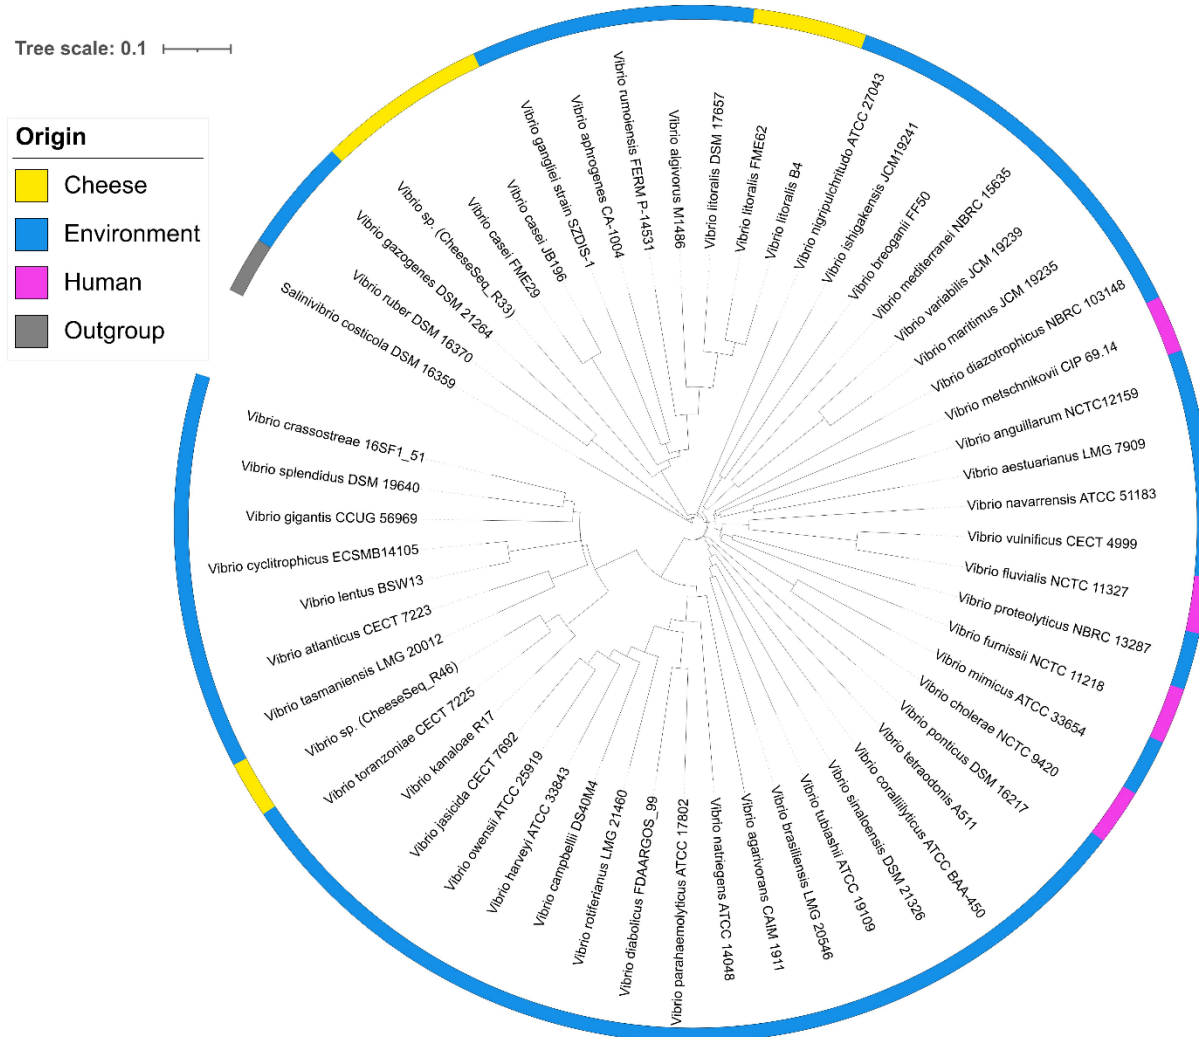 Tree scale: 0.1
Origin
Cheese
Environment
Human
Outgroup
Salinivibrio costicola DSM 16359
Vibrio ruber DSM 16370
Vibrio gazogenes DSM 21264
Vibrio sp. (CheeseSeq_R33)
Vibrio casei FME29
Vibrio casei JB196
Vibrio gangliei strain SZDIS-1
Vibrio aphrogenes CA-1004
Vibrio rumoiensis FERM P-14531
Vibrio algivorus M1486
Vibrio litoralis DSM 17657
Vibrio litoralis FME62
Vibrio litoralis B4
Vibrio nigripulchritudo ATCC 27043
Vibrio ishigakensis JCM19241
Vibrio breoganii FF50
Vibrio mediterranei NBRC 15635
Vibrio variabilis JCM 19239
Vibrio maritimus JCM 19235
Vibrio diazotrophicus NBRC 103148
Vibrio metschnikovii CIP 69.14
Vibrio anguillarum NCTC12159
Vibrio aestuarianus LMG 7909
Vibrio navarrensis ATCC 51183
Vibrio vulnificus CECT 4999
Vibrio fluvialis NCTC 11327
Vibrio proteolyticus NBRC 13287
Vibrio furnissii NCTC 11218
Vibrio mimicus ATCC 33654
Vibrio cholerae NCTC 9420
Vibrio ponticus DSM 16217
Vibrio tetraodonis A511
Vibrio coralliilyticus ATCC BAA-450
Vibrio sinaloensis DSM 21326
Vibrio tubiashii ATCC 19109
Vibrio brasiliensis LMG 20546
Vibrio agarivorans CAIM 1911
Vibrio natriegens ATCC 14048
Vibrio parahaemolyticus ATCC 17802
Vibrio diabolicus FDAARGOS_99
Vibrio rotiferianus LMG 21460
Vibrio campbellii DS40M4
Vibrio harveyi ATCC 33843
Vibrio owensii ATCC 25919
Vibrio jasicida CECT 7692
Vibrio kanaloae R17
Vibrio toranzoniae CECT 7225
Vibrio sp. (CheeseSeq_R46)
Vibrio tasmaniensis LMG 20012
Vibrio atlanticus CECT 7223
Vibrio lentus BSW13
Vibrio cyclitrophicus ECSMB14105
Vibrio gigantis CCUG 56969
Vibrio splendidus DSM 19640
Vibrio crassostreae 16SF1_51